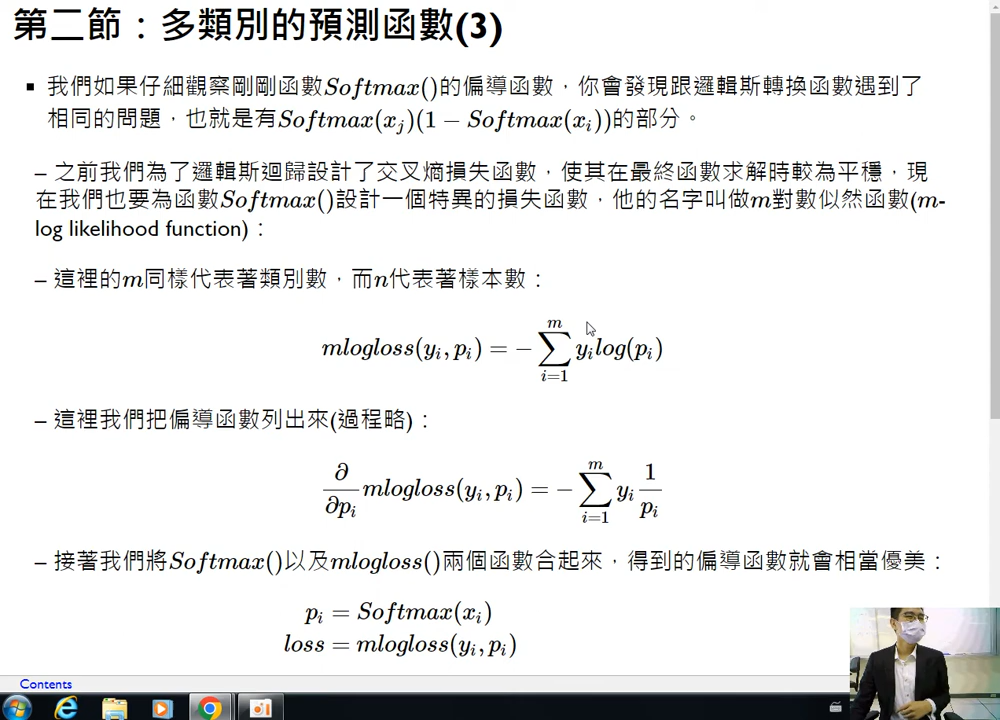 第二節：多類別的預測函數(3)
▪ 我們如果仔細觀察剛剛函數Softmax()的偏導函數，你會發現跟邏輯斯轉換函數遇到了
相同的問題，也就是有Softmax(x_j)(1 − Softmax(x_i))的部分。
– 之前我們為了邏輯斯迴歸設計了交叉熵損失函數，使其在最終函數求解時較為平穩，現
在我們也要為函數Softmax()設計一個特異的損失函數，他的名字叫做m對數似然函數(m-
log likelihood function)：
– 這裡的m同樣代表著類別數，而n代表著樣本數：
mlogloss(y_i, p_i) = − ∑_{i=1}^{m} y_i log(p_i)
– 這裡我們把偏導函數列出來(過程略)：
∂/∂p_i mlogloss(y_i, p_i) = − ∑_{i=1}^{m} y_i 1/p_i
– 接著我們將Softmax()以及mlogloss()兩個函數合起來，得到的偏導函數就會相當優美：
p_i = Softmax(x_i)
loss = mlogloss(y_i, p_i)
Contents